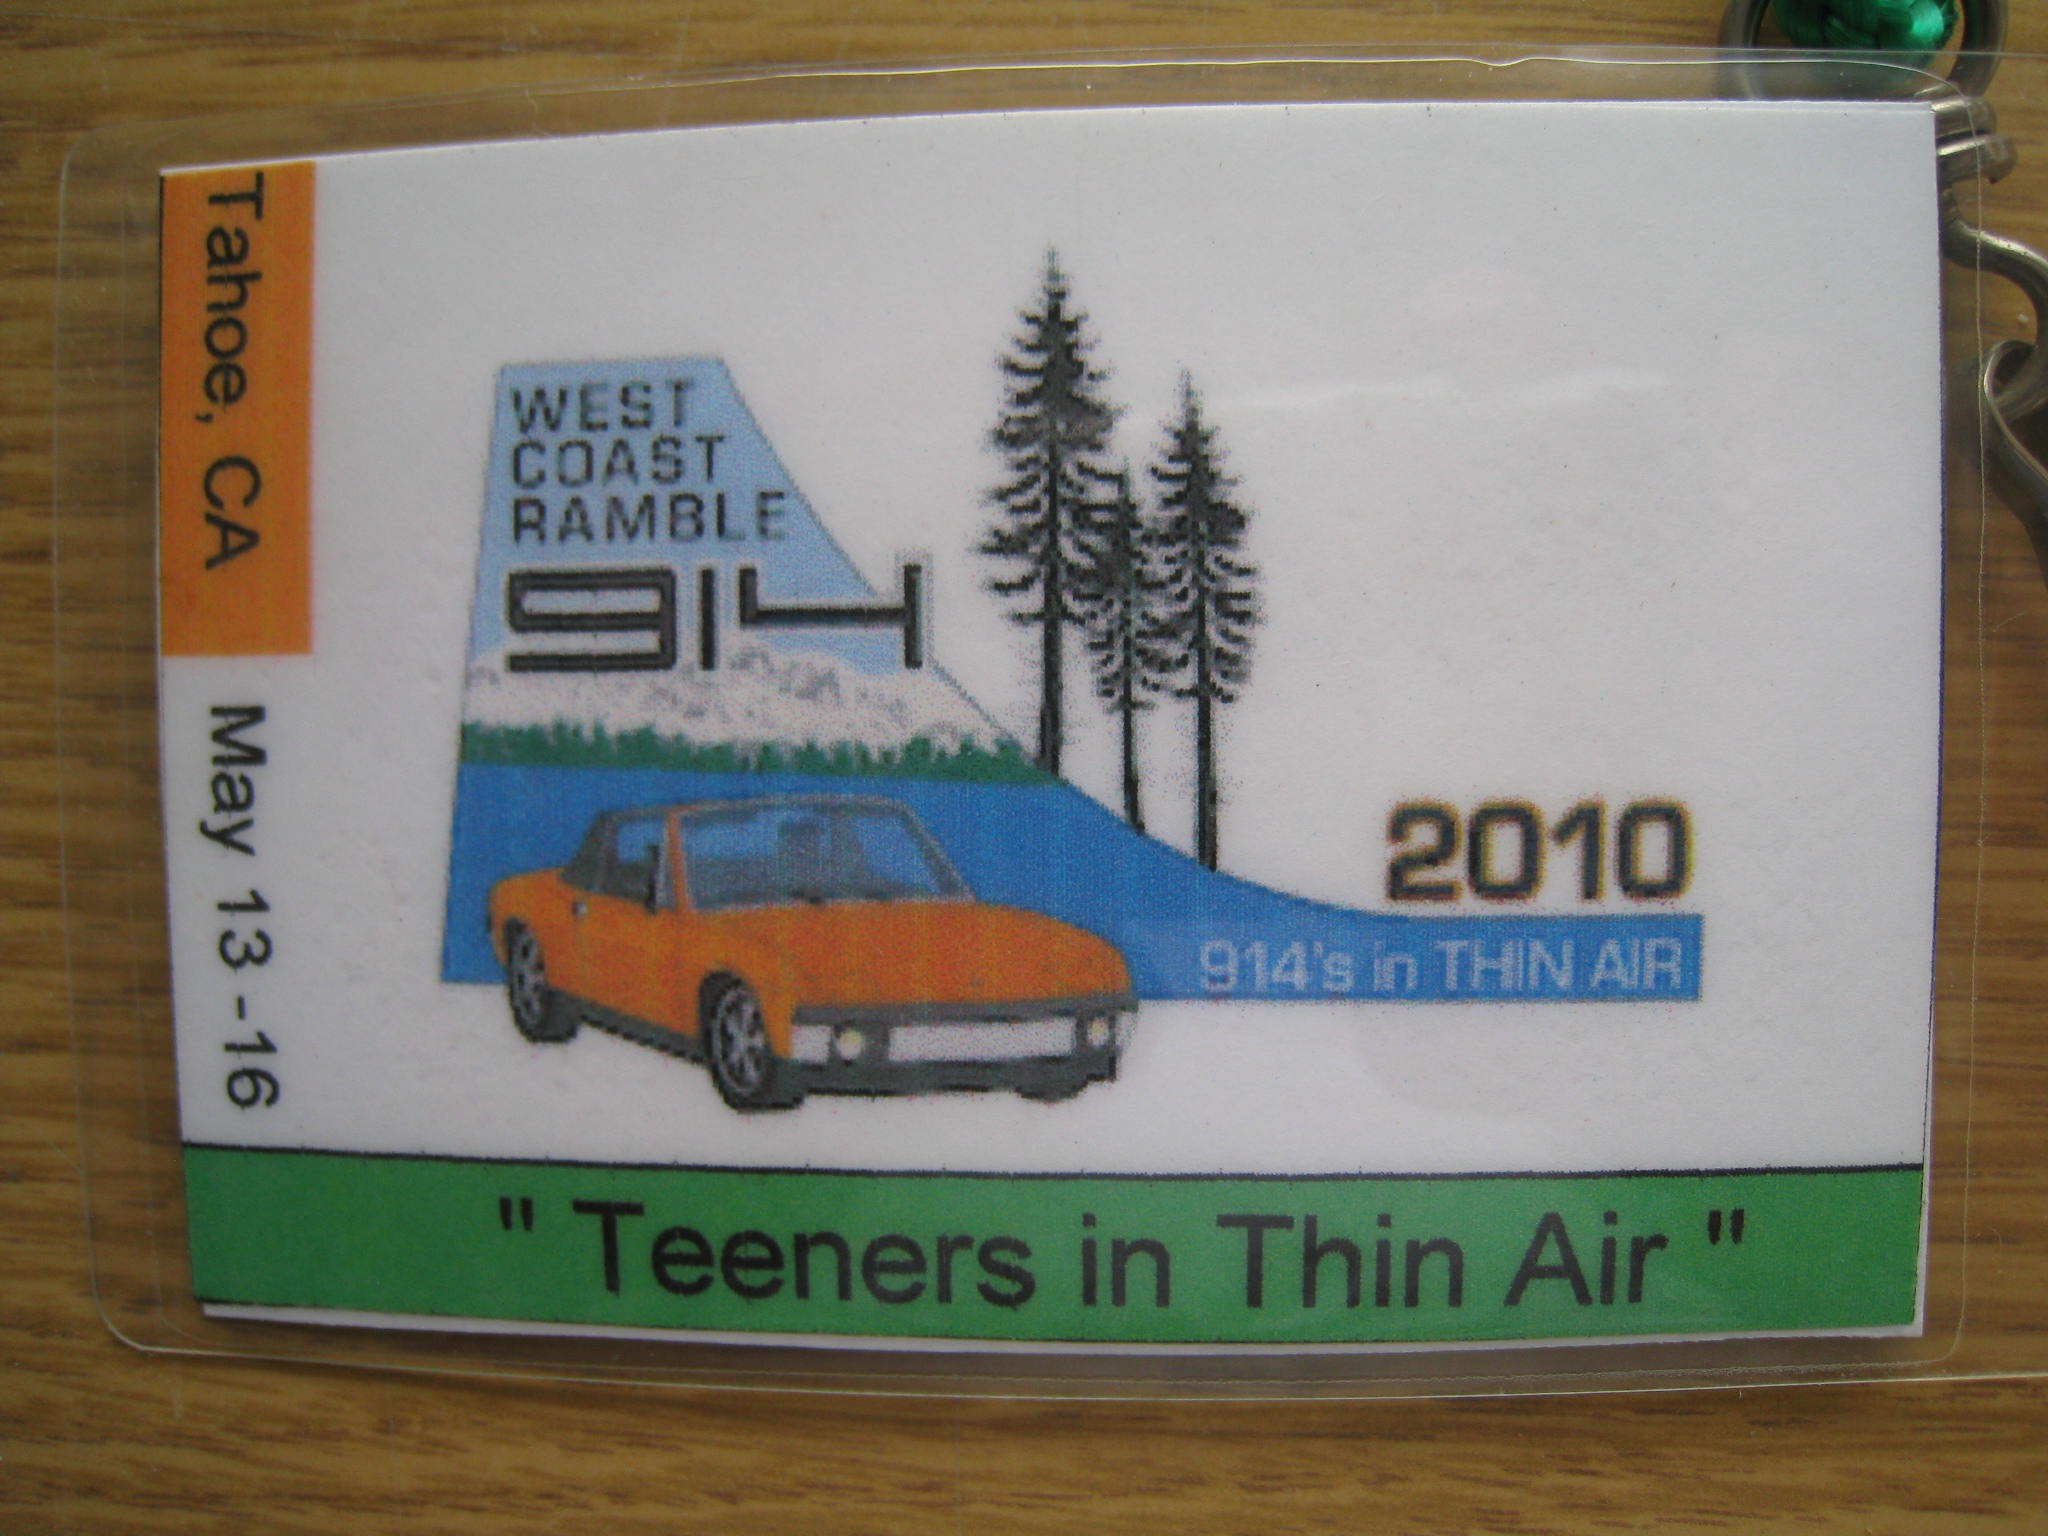 Tahoe, CA May 13 -16
WEST
COAST
RAMBLE
914
2010
914's in THIN AIR
" Teeners in Thin Air "